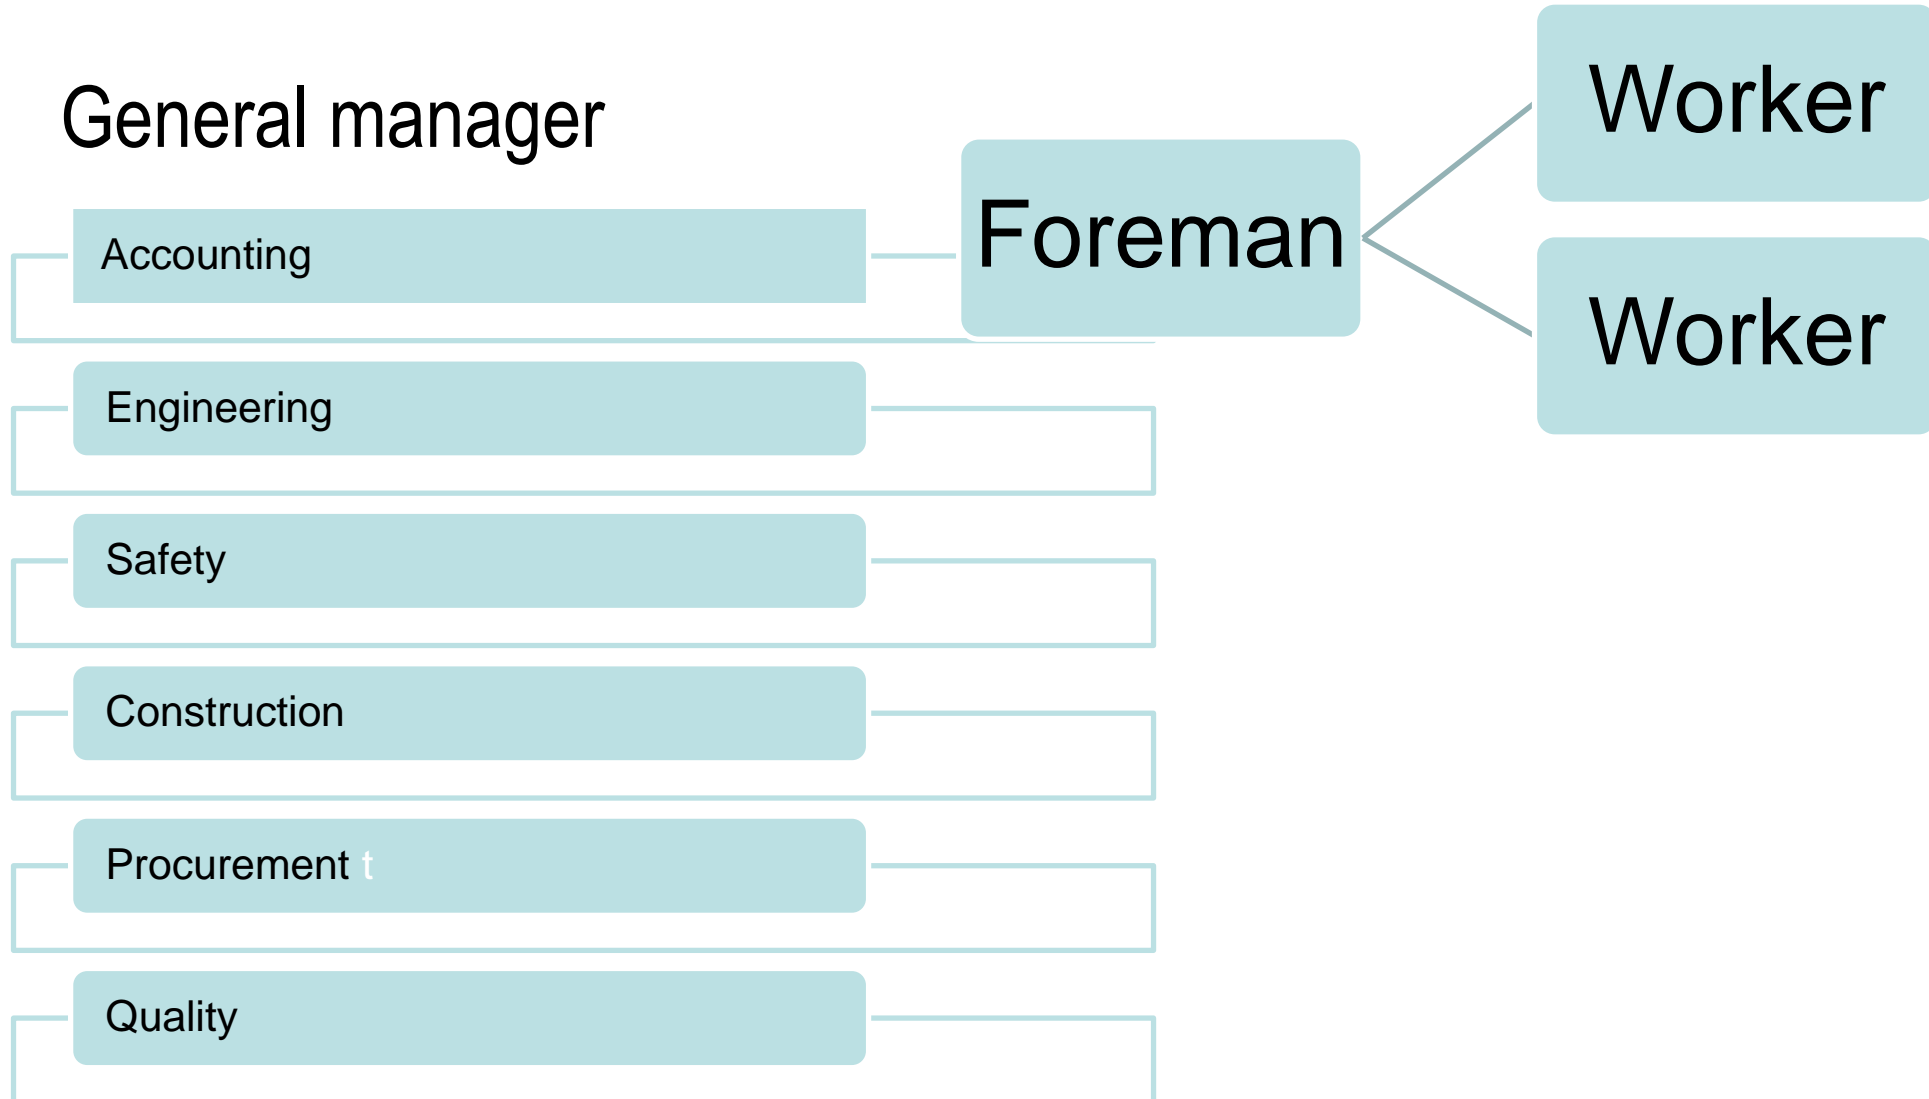 General manager
Accounting
Engineering
Safety
Construction
Procurement t
Quality
Foreman
Worker
Worker